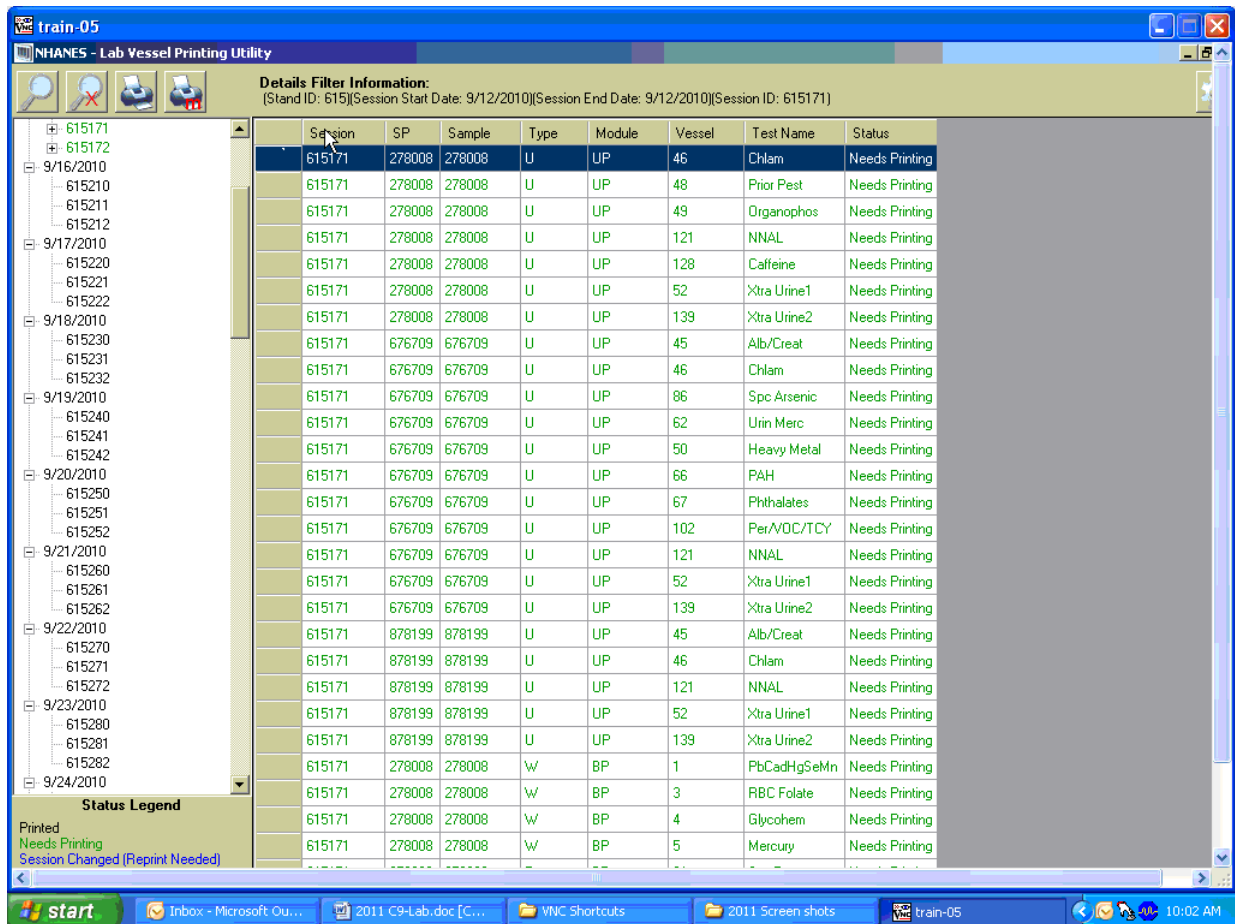 train-05
NHANES - Lab Vessel Printing Utility
Details Filter Information:
(Stand ID: 615)(Session Start Date: 9/12/2010)(Session End Date: 9/12/2010)(Session ID: 615171)
615171
615172
9/16/2010
615210
615211
615212
9/17/2010
615220
615221
615222
9/18/2010
615230
615231
615232
9/19/2010
615240
615241
615242
9/20/2010
615250
615251
615252
9/21/2010
615260
615261
615262
9/22/2010
615270
615271
615272
9/23/2010
615280
615281
615282
9/24/2010
Status Legend
Printed
Needs Printing
Session Changed (Reprint Needed)
Session SP Sample Type Module Vessel Test Name Status
615171 278008 278008 U UP 46 Chlam Needs Printing
615171 278008 278008 U UP 48 Prior Pest Needs Printing
615171 278008 278008 U UP 49 Organophos Needs Printing
615171 278008 278008 U UP 121 NNAL Needs Printing
615171 278008 278008 U UP 128 Caffeine Needs Printing
615171 278008 278008 U UP 52 Xtra Urine1 Needs Printing
615171 278008 278008 U UP 139 Xtra Urine2 Needs Printing
615171 676709 676709 U UP 45 Alb/Creat Needs Printing
615171 676709 676709 U UP 46 Chlam Needs Printing
615171 676709 676709 U UP 86 Spc Arsenic Needs Printing
615171 676709 676709 U UP 62 Urin Merc Needs Printing
615171 676709 676709 U UP 50 Heavy Metal Needs Printing
615171 676709 676709 U UP 66 PAH Needs Printing
615171 676709 676709 U UP 67 Phthalates Needs Printing
615171 676709 676709 U UP 102 Per/VOC/TCY Needs Printing
615171 676709 676709 U UP 121 NNAL Needs Printing
615171 676709 676709 U UP 52 Xtra Urine1 Needs Printing
615171 676709 676709 U UP 139 Xtra Urine2 Needs Printing
615171 878199 878199 U UP 45 Alb/Creat Needs Printing
615171 878199 878199 U UP 46 Chlam Needs Printing
615171 878199 878199 U UP 121 NNAL Needs Printing
615171 878199 878199 U UP 52 Xtra Urine1 Needs Printing
615171 878199 878199 U UP 139 Xtra Urine2 Needs Printing
615171 278008 278008 W BP 1 PbCadHgSeMn Needs Printing
615171 278008 278008 W BP 3 RBC Folate Needs Printing
615171 278008 278008 W BP 4 Glycohem Needs Printing
615171 278008 278008 W BP 5 Mercury Needs Printing
start
Inbox - Microsoft Ou...
2011 C9-Lab.doc [C...
VNC Shortcuts
2011 Screen shots
train-05
10:02 AM